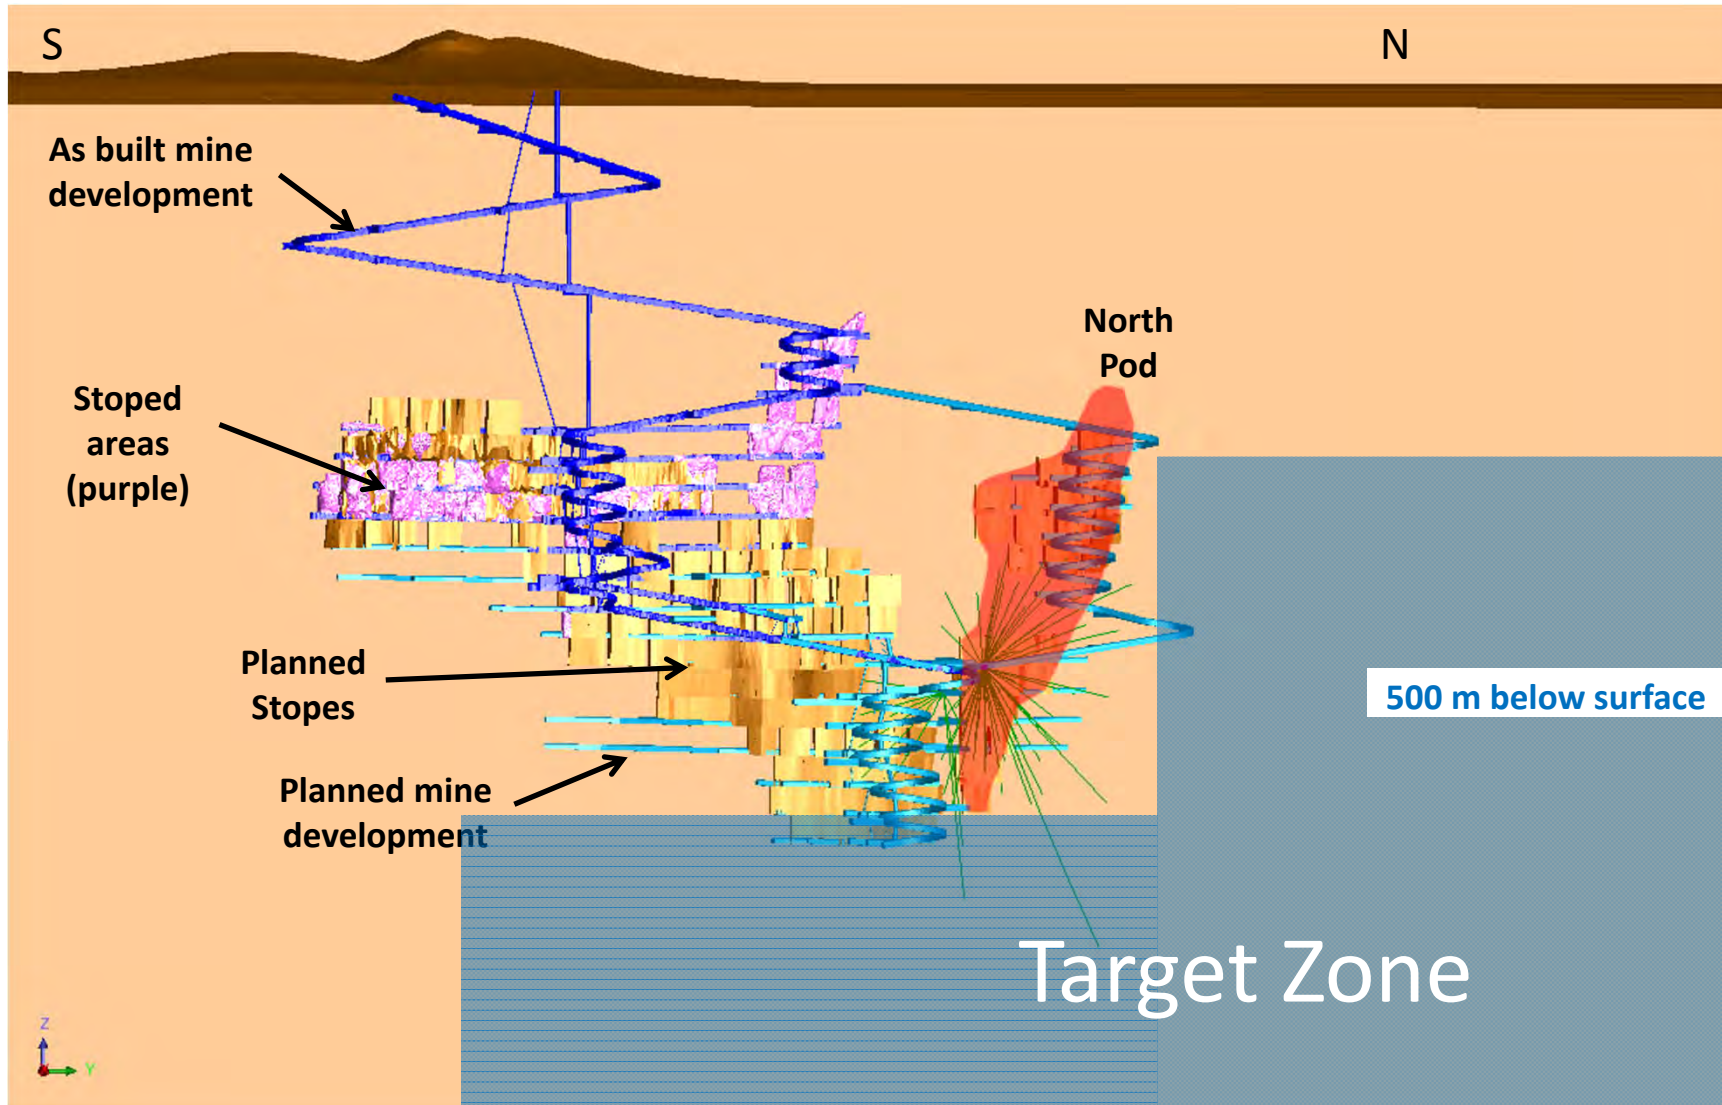 S
N
As built mine
development
North
Pod
Stoped
areas
(purple)
Planned
Stopes
500 m below surface
Planned mine
development
Target Zone
Z
Y